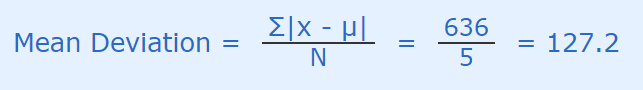 Mean Deviation = Σ|x - μ| / N = 636 / 5 = 127.2